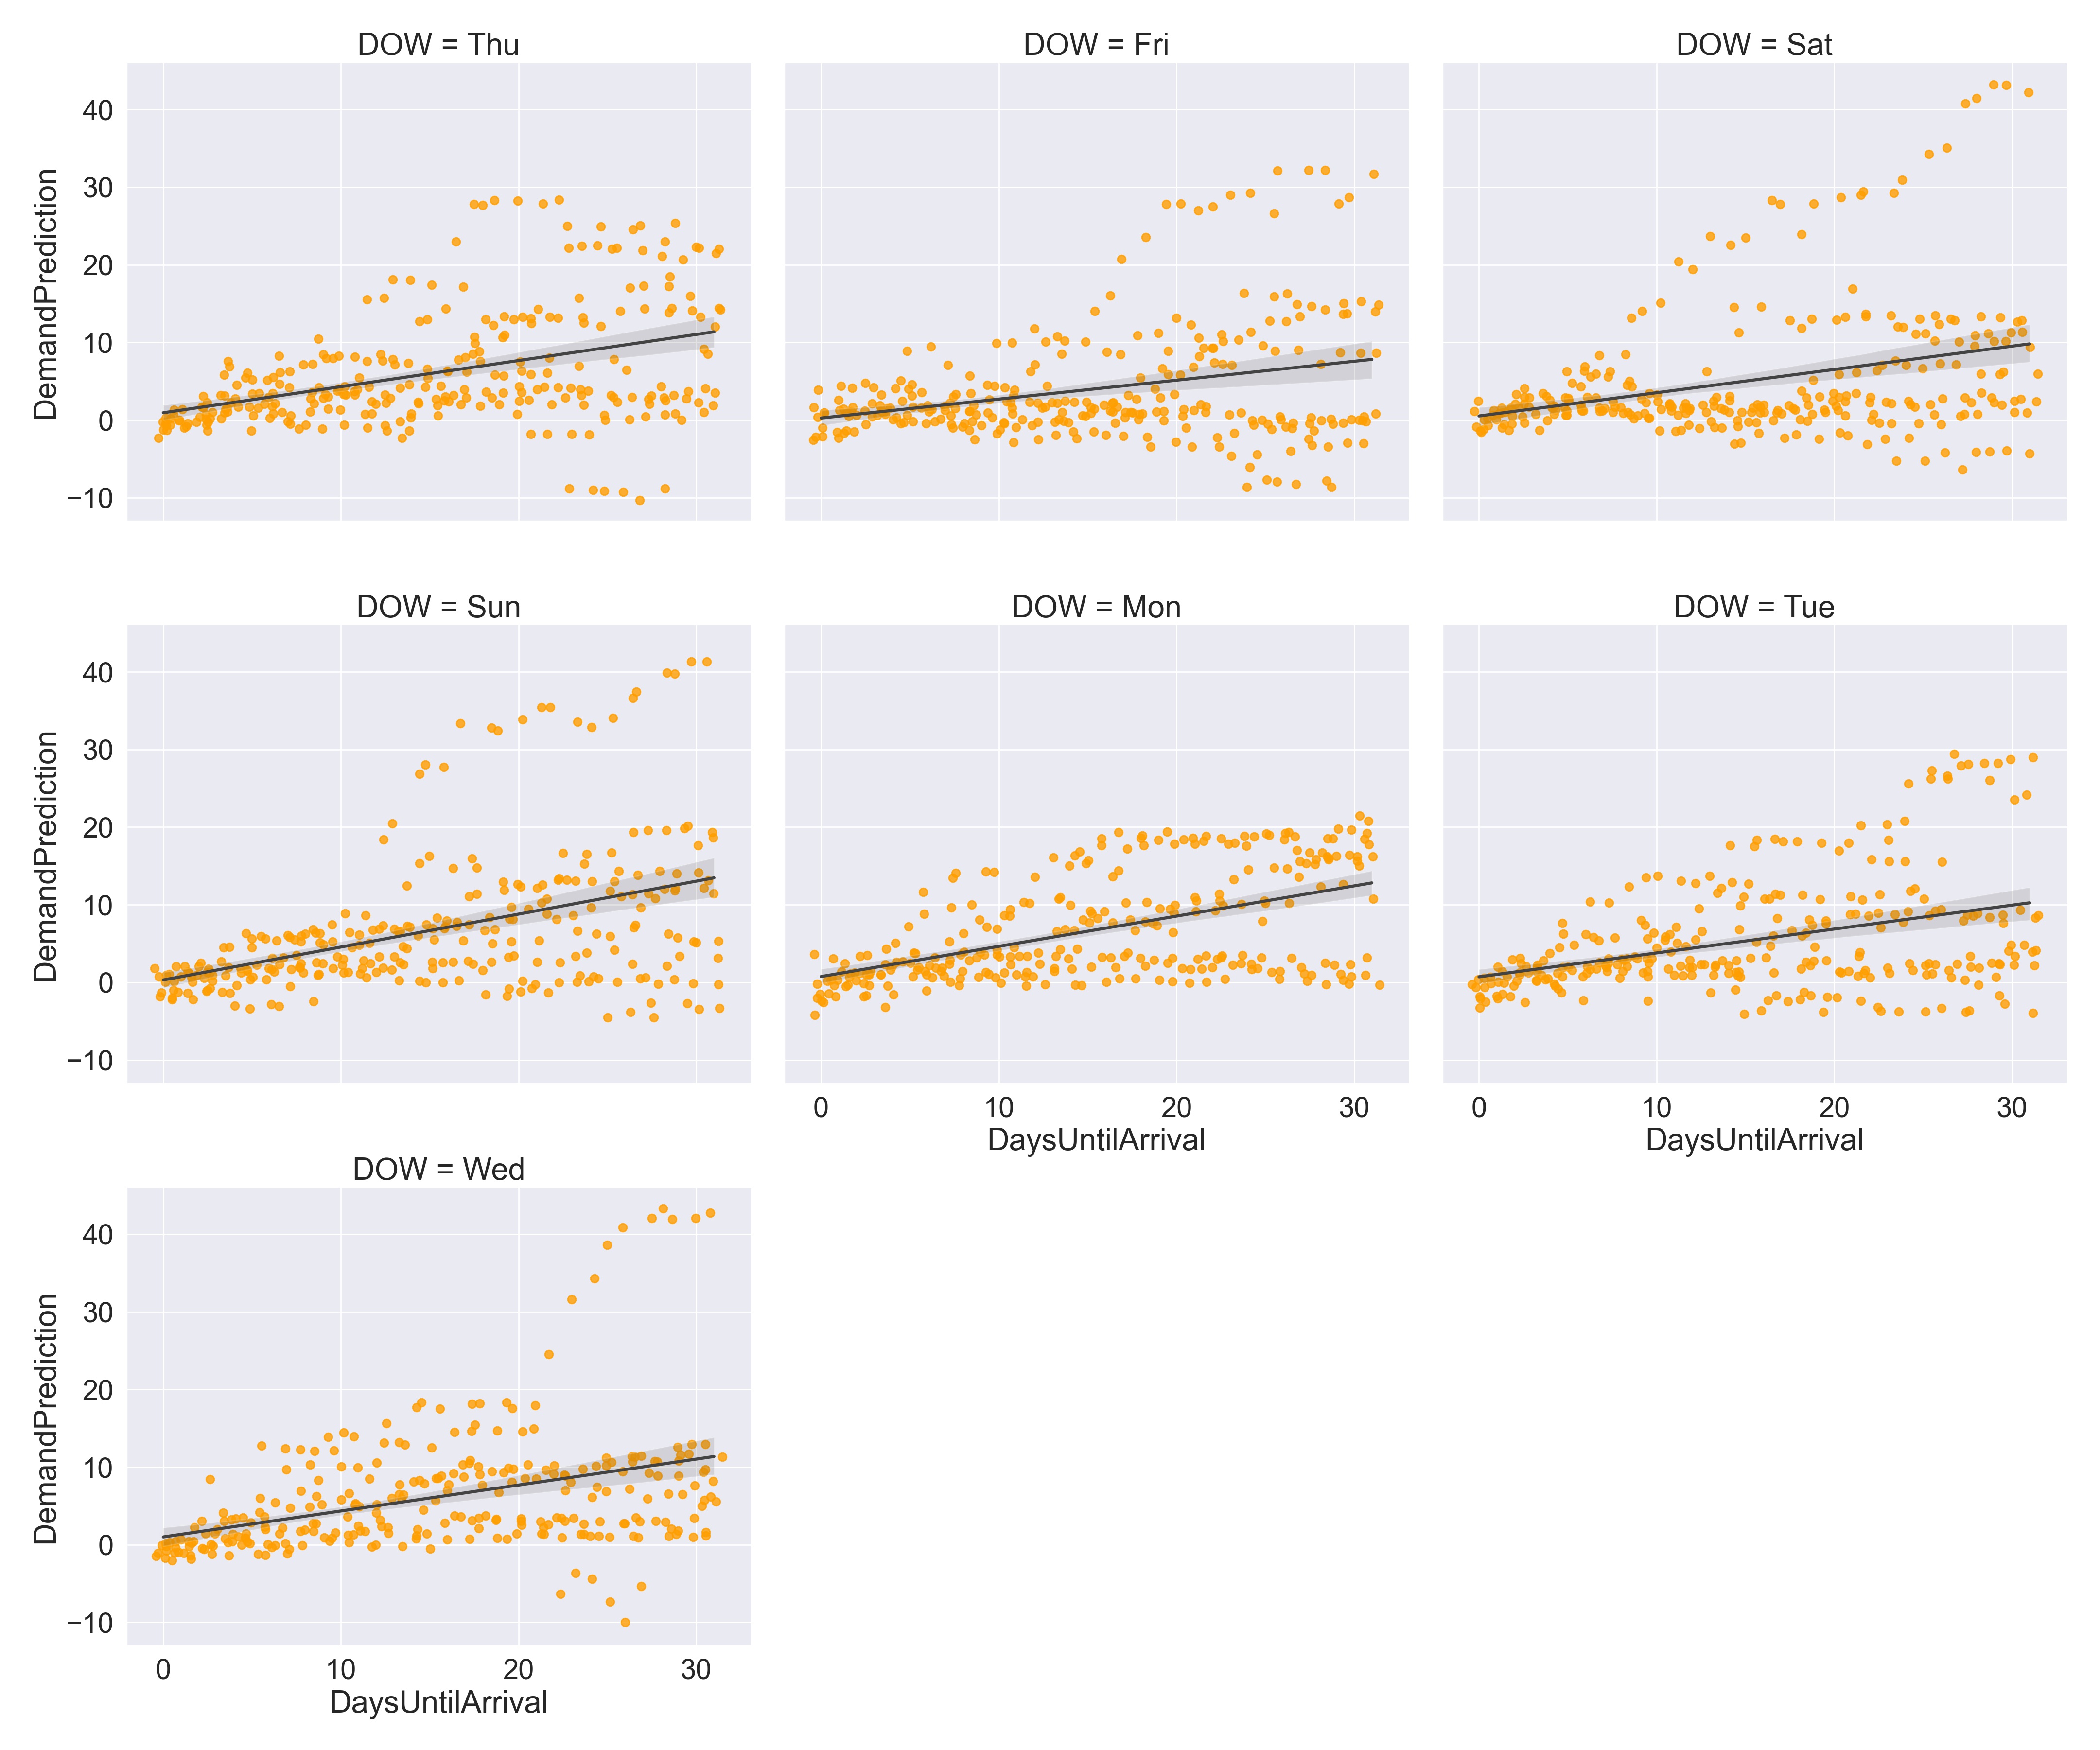 DOW = Thu
DOW = Fri
DOW = Sat
DemandPrediction
40
30
20
10
0
−10
DOW = Sun
DOW = Mon
DOW = Tue
DemandPrediction
40
30
20
10
0
−10
0 10 20 30
DaysUntilArrival
0 10 20 30
DaysUntilArrival
DOW = Wed
DemandPrediction
40
30
20
10
0
−10
0 10 20 30
DaysUntilArrival